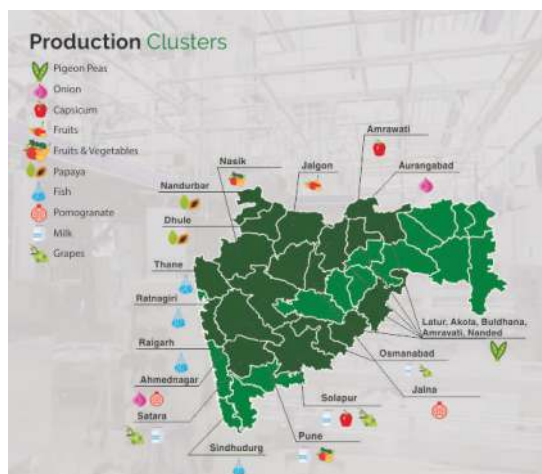 Production Clusters
Pigeon Peas
Onion
Capsicum
Fruits
Fruits & Vegetables
Papaya
Fish
Pomogranate
Milk
Grapes
Amrawati
Nasik
Jalgon
Aurangabad
Nandurbar
Dhule
Thane
Ratnagiri
Raigarh
Ahmednagar
Satara
Sindhudurg
Pune
Solapur
Jalna
Osmanabad
Latur, Akola, Buldhana,
Amravati, Nanded